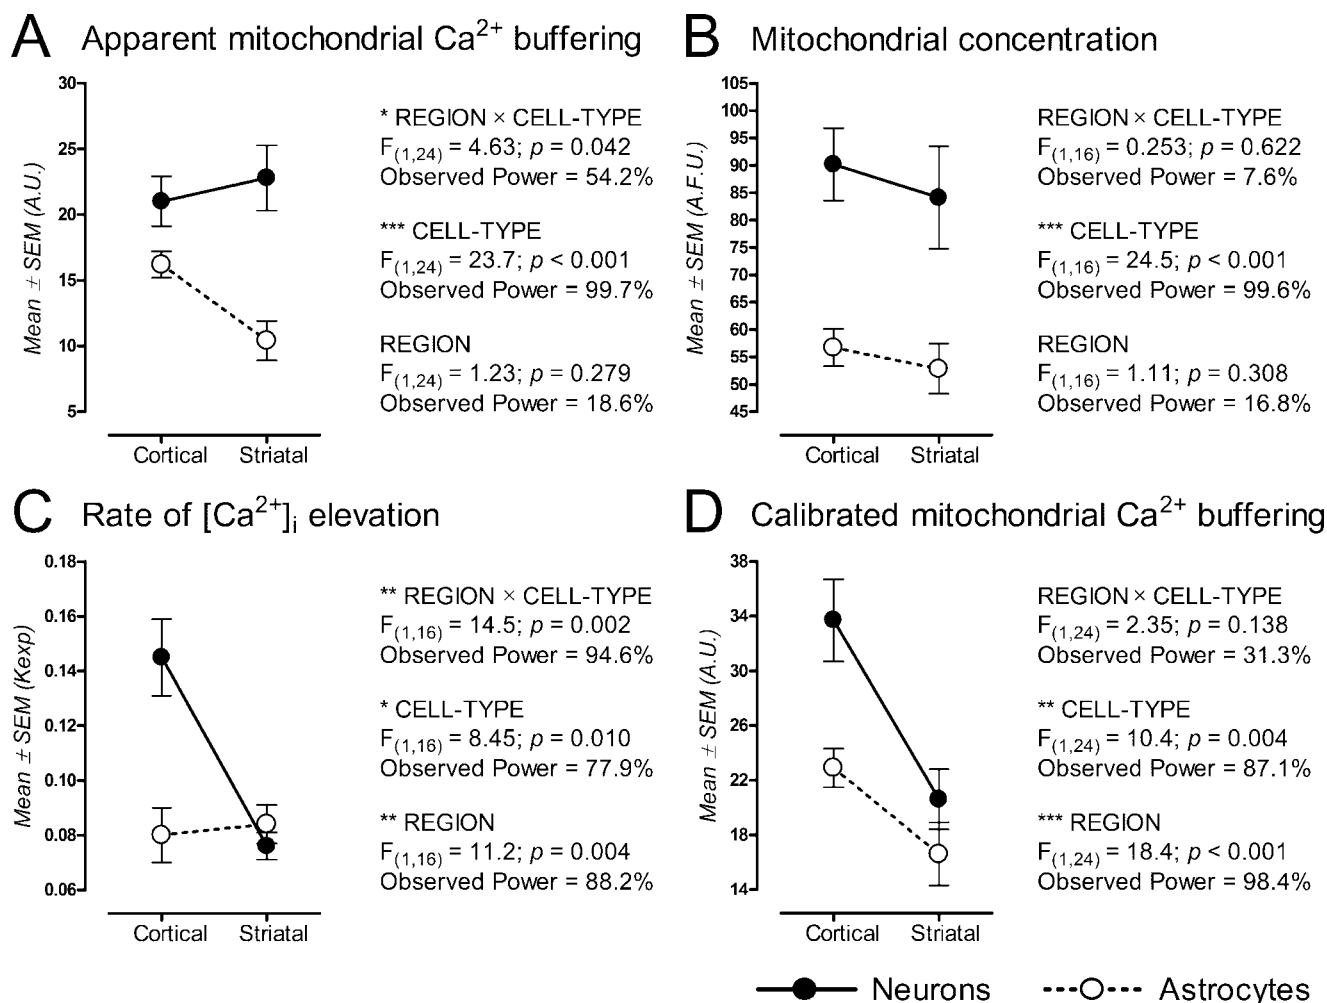 A Apparent mitochondrial Ca²⁺ buffering
Mean ± SEM (A.U.)
30
25
20
15
10
5
Cortical Striatal
* REGION × CELL-TYPE
F(1,24) = 4.63; p = 0.042
Observed Power = 54.2%
*** CELL-TYPE
F(1,24) = 23.7; p < 0.001
Observed Power = 99.7%
REGION
F(1,24) = 1.23; p = 0.279
Observed Power = 18.6%
B Mitochondrial concentration
Mean ± SEM (A.F.U.)
105
100
95
90
85
80
75
70
65
60
55
50
45
Cortical Striatal
REGION × CELL-TYPE
F(1,16) = 0.253; p = 0.622
Observed Power = 7.6%
*** CELL-TYPE
F(1,16) = 24.5; p < 0.001
Observed Power = 99.6%
REGION
F(1,16) = 1.11; p = 0.308
Observed Power = 16.8%
C Rate of [Ca²⁺]i elevation
Mean ± SEM (Kexp)
0.18
0.16
0.14
0.12
0.10
0.08
0.06
Cortical Striatal
** REGION × CELL-TYPE
F(1,16) = 14.5; p = 0.002
Observed Power = 94.6%
* CELL-TYPE
F(1,16) = 8.45; p = 0.010
Observed Power = 77.9%
** REGION
F(1,16) = 11.2; p = 0.004
Observed Power = 88.2%
D Calibrated mitochondrial Ca²⁺ buffering
Mean ± SEM (A.U.)
38
34
30
26
22
18
14
Cortical Striatal
REGION × CELL-TYPE
F(1,24) = 2.35; p = 0.138
Observed Power = 31.3%
** CELL-TYPE
F(1,24) = 10.4; p = 0.004
Observed Power = 87.1%
*** REGION
F(1,24) = 18.4; p < 0.001
Observed Power = 98.4%
Neurons Astrocytes